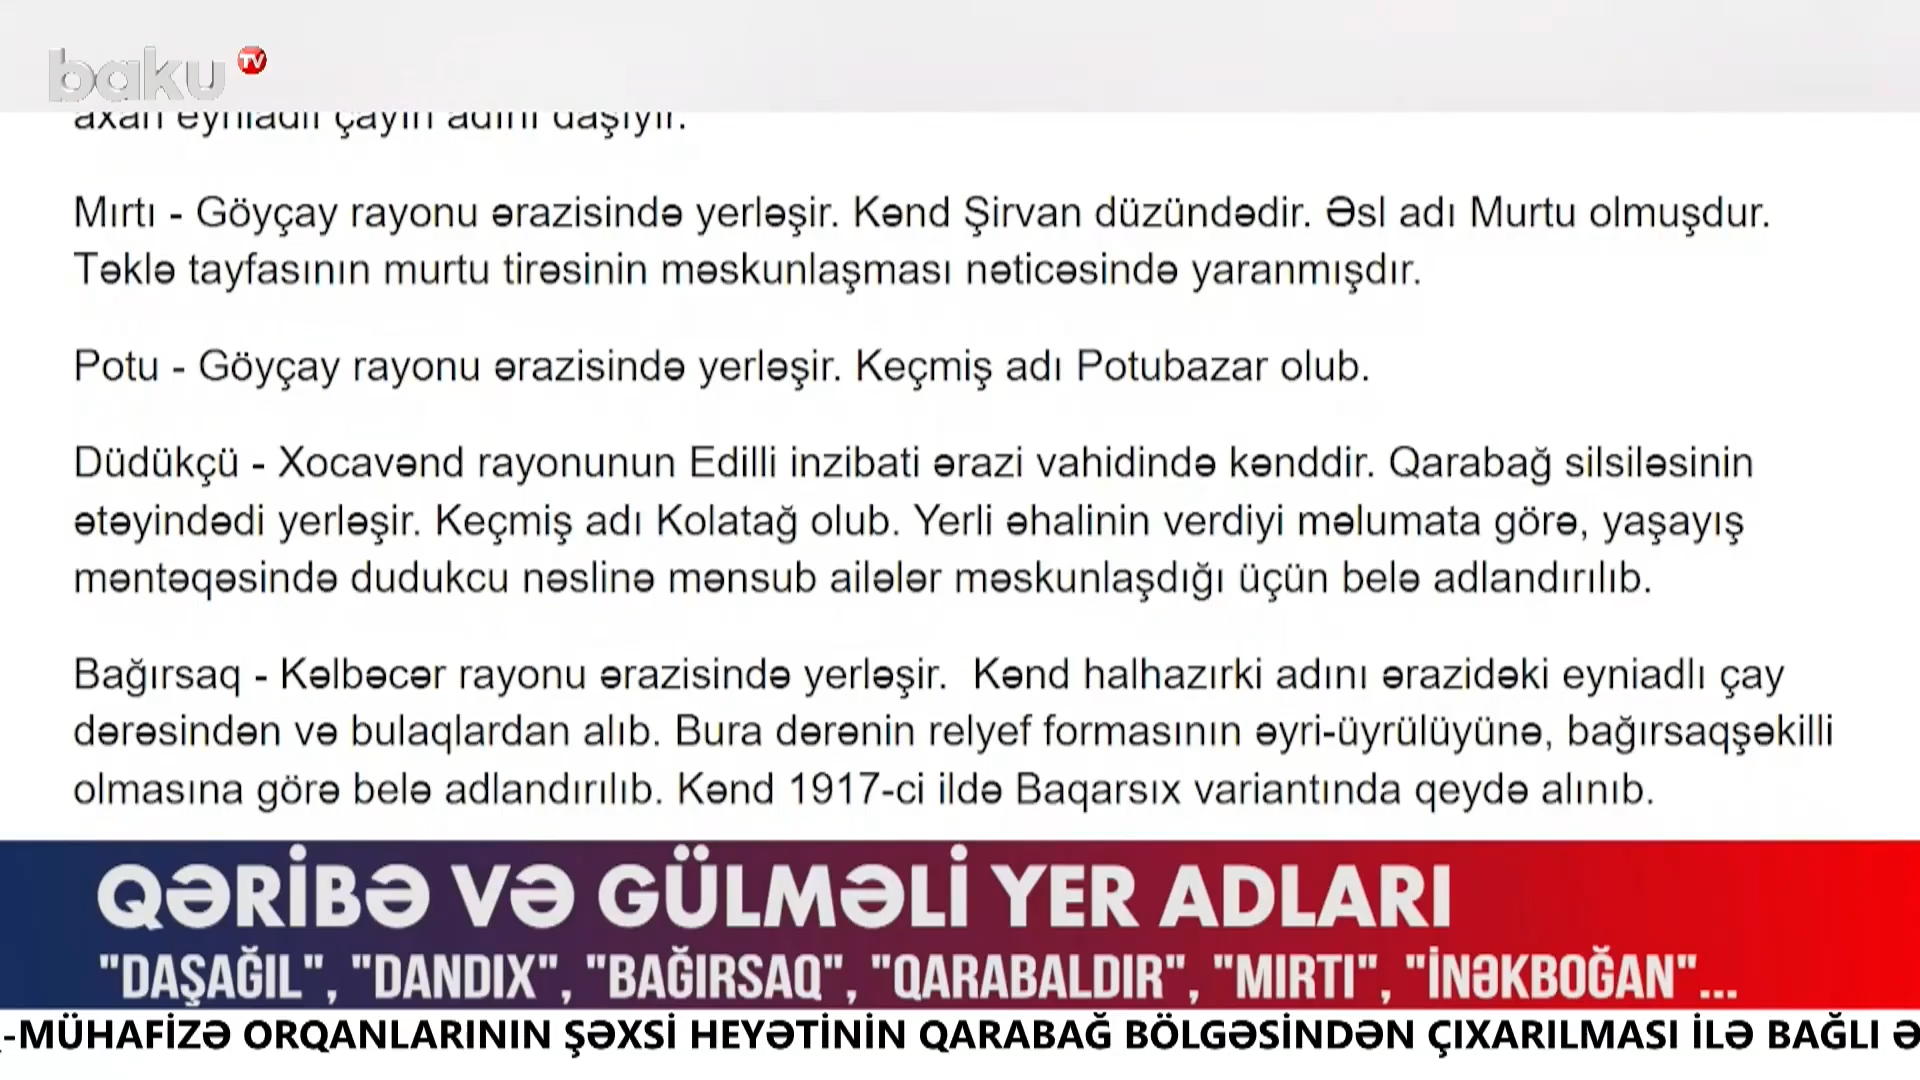 baku TV
axan eyniadlı çayın adını daşıyır.
Mırtı - Göyçay rayonu ərazisində yerləşir. Kənd Şirvan düzündədir. Əsl adı Murtu olmuşdur.
Təklə tayfasının murtu tirəsinin məskunlaşması nəticəsində yaranmışdır.
Potu - Göyçay rayonu ərazisində yerləşir. Keçmiş adı Potubazar olub.
Düdükçü - Xocavənd rayonunun Edilli inzibati ərazi vahidində kənddir. Qarabağ silsiləsinin
ətəyindədi yerləşir. Keçmiş adı Kolatağ olub. Yerli əhalinin verdiyi məlumata görə, yaşayış
məntəqəsində dudukcu nəslinə mənsub ailələr məskunlaşdığı üçün belə adlandırılıb.
Bağırsaq - Kəlbəcər rayonu ərazisində yerləşir.  Kənd halhazırki adını ərazidəki eyniadlı çay
dərəsindən və bulaqlardan alıb. Bura dərənin relyef formasının əyri-üyrülüyünə, bağırsaqşəkilli
olmasına görə belə adlandırılıb. Kənd 1917-ci ildə Baqarsıx variantında qeydə alınıb.
QƏRİBƏ VƏ GÜLMƏLİ YER ADLARI
"DAŞAĞIL", "DANDIX", "BAĞIRSAQ", "QARABALDIR", "MIRTI", "İNƏKBOĞAN"...
-MÜHAFİZƏ ORQANLARININ ŞƏXSİ HEYƏTİNİN QARABAĞ BÖLGƏSİNDƏN ÇIXARILMASI İLƏ BAĞLI Ə